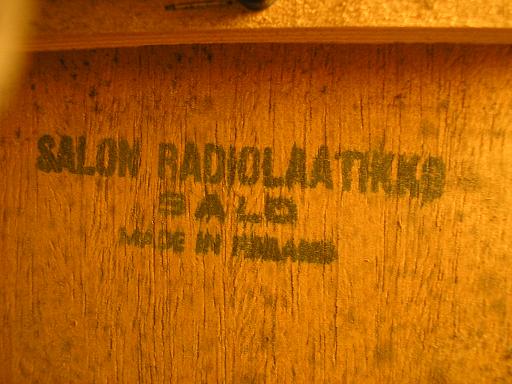 SALON RADIOLAATIKKO
SALO
MADE IN FINLAND